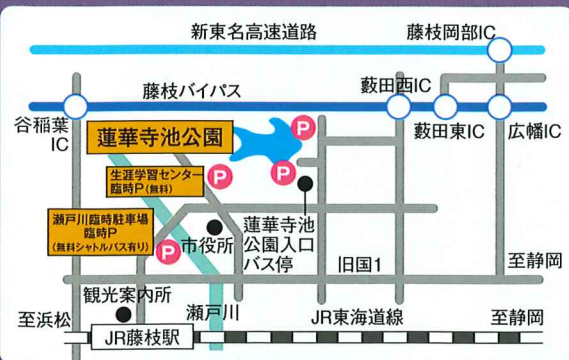 新東名高速道路
藤枝岡部IC
藤枝バイパス
藪田西IC
谷稲葉
IC
藪田東IC
広幡IC
蓮華寺池公園
P
生涯学習センター
臨時P(無料)
P
P
瀬戸川臨時駐車場
臨時P
(無料シャトルバス有り)
P
市役所
蓮華寺池
公園入口
バス停
旧国1
至静岡
観光案内所
瀬戸川
至浜松
JR藤枝駅
JR東海道線
至静岡